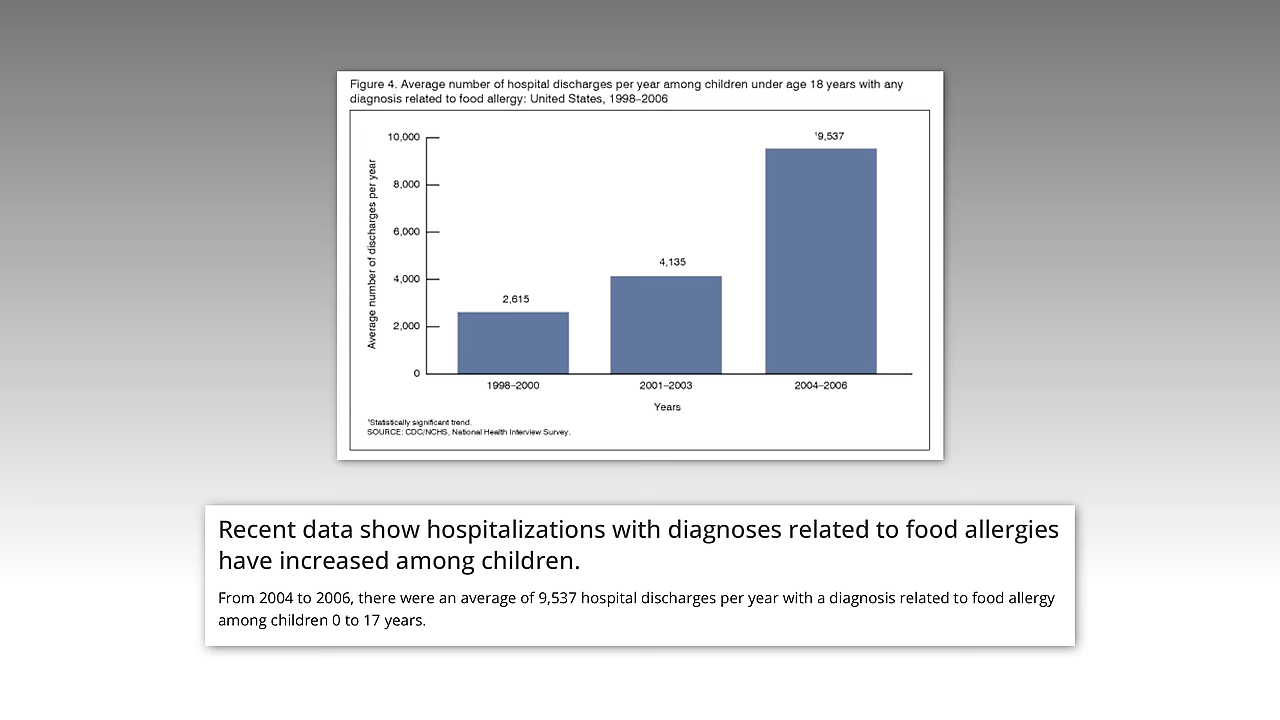 Figure 4. Average number of hospital discharges per year among children under age 18 years with any
diagnosis related to food allergy: United States, 1998–2006
Average number of discharges per year
10,000
8,000
6,000
4,000
2,000
0
2,615
4,135
¹9,537
1998–2000
2001–2003
2004–2006
Years
¹Statistically significant trend.
SOURCE: CDC/NCHS, National Health Interview Survey.
Recent data show hospitalizations with diagnoses related to food allergies
have increased among children.
From 2004 to 2006, there were an average of 9,537 hospital discharges per year with a diagnosis related to food allergy
among children 0 to 17 years.